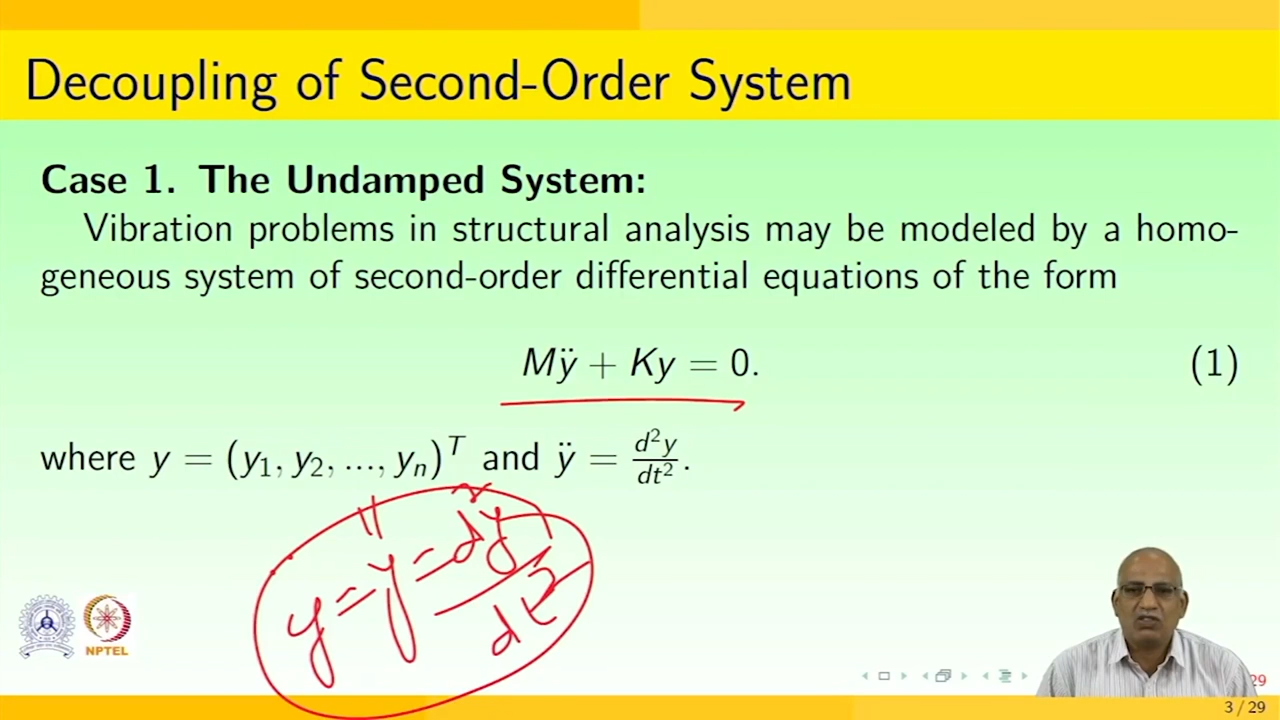 Decoupling of Second-Order System
Case 1. The Undamped System:
Vibration problems in structural analysis may be modeled by a homo-
geneous system of second-order differential equations of the form
Mÿ + Ky = 0. (1)
where y = (y₁, y₂, ..., yₙ)ᵀ and ÿ = d²y/dt².
y = y'' = d²y/dt²
NPTEL
29
3 / 29